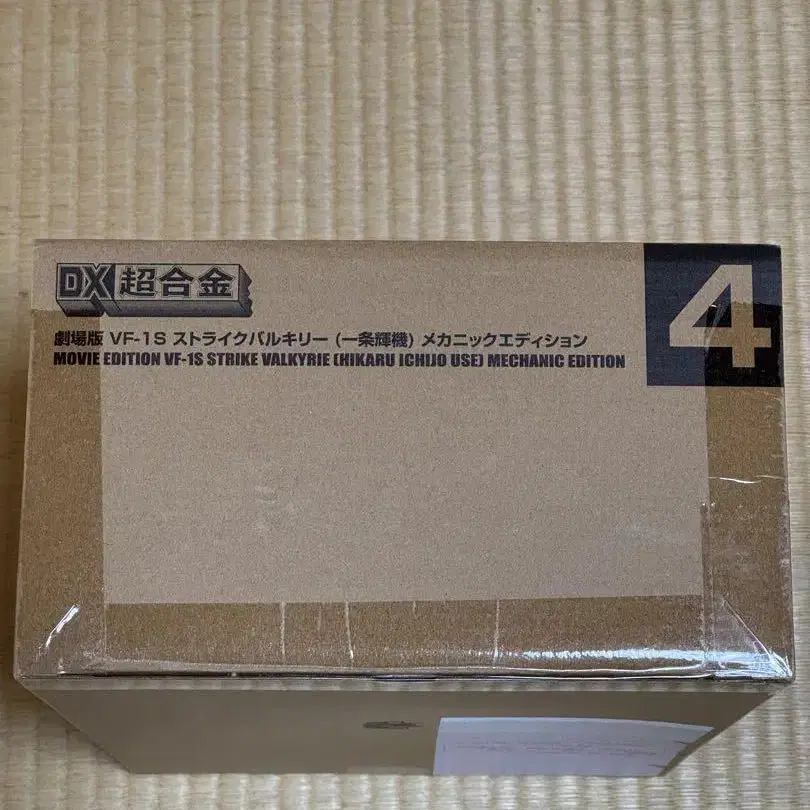 DX超合金
4
劇場版 VF-1S ストライクバルキリー (一条輝機) メカニックエディション
MOVIE EDITION VF-1S STRIKE VALKYRIE (HIKARU ICHIJO USE) MECHANIC EDITION